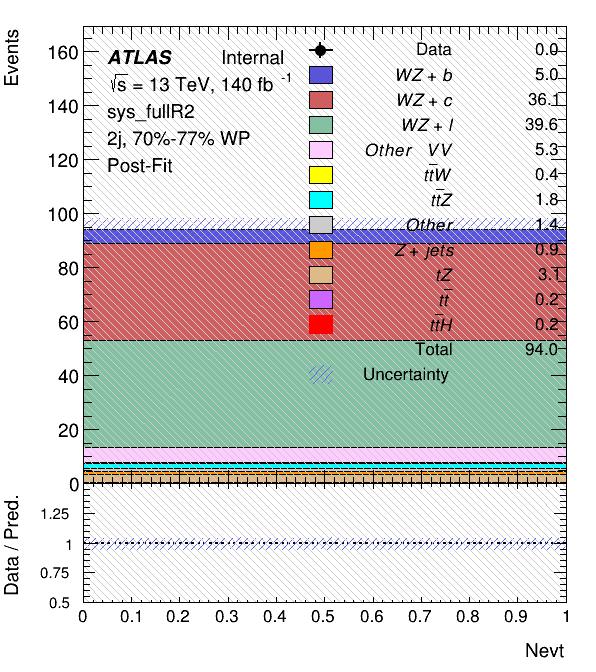 Events
160
140
120
100
80
60
40
20
0
ATLAS Internal
√s = 13 TeV, 140 fb⁻¹
sys_fullR2
2j, 70%-77% WP
Post-Fit
Data 0.0
WZ + b 5.0
WZ + c 36.1
WZ + l 39.6
Other VV 5.3
tt̅W 0.4
tt̅Z 1.8
Other 1.4
Z + jets 0.9
tZ 3.1
tt̅ 0.2
tt̅H 0.2
Total 94.0
Uncertainty
Data / Pred.
1.25
1
0.75
0.5
0 0.1 0.2 0.3 0.4 0.5 0.6 0.7 0.8 0.9 1
Nevt